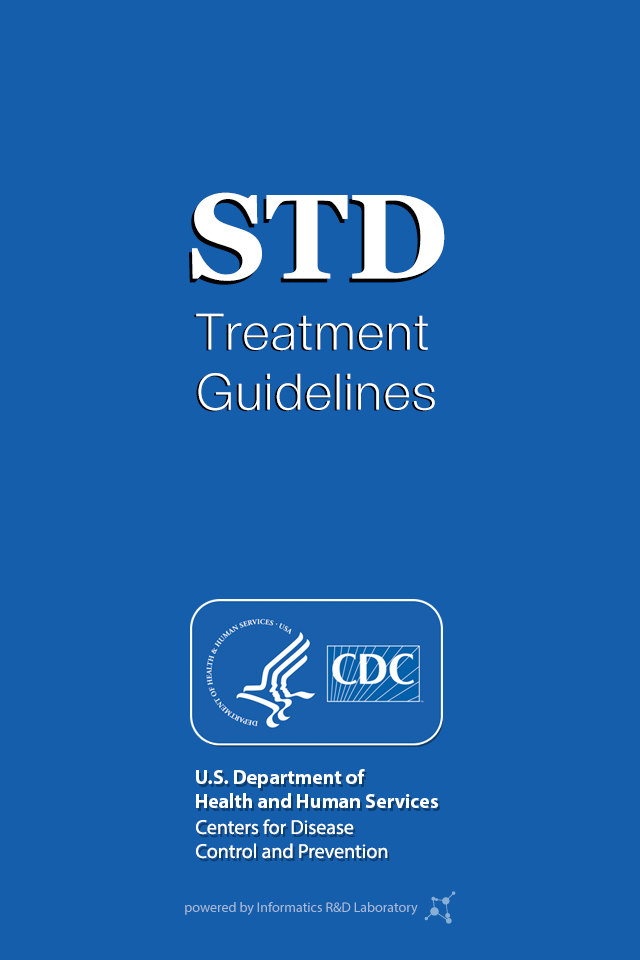 STD
Treatment
Guidelines
DEPARTMENT OF HEALTH & HUMAN SERVICES · USA
CDC
U.S. Department of
Health and Human Services
Centers for Disease
Control and Prevention
powered by Informatics R&D Laboratory